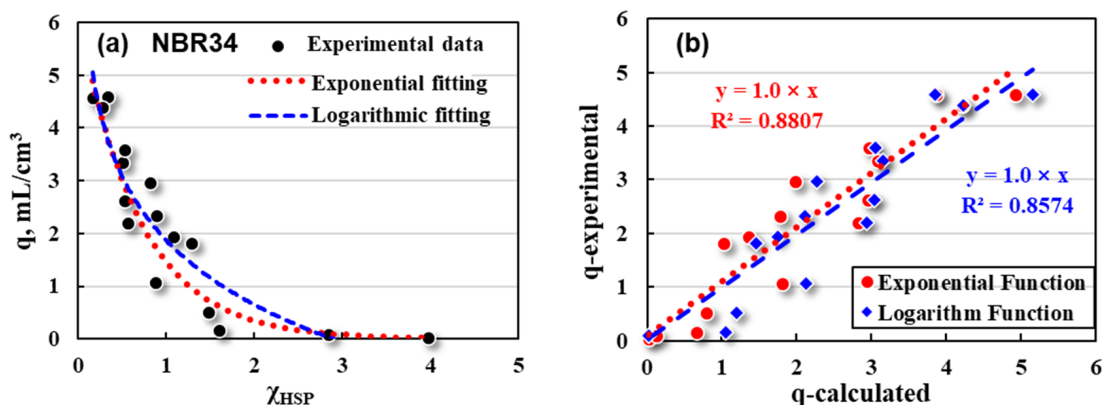 (a) NBR34
Experimental data
Exponential fitting
Logarithmic fitting
q, mL/cm³
6
5
4
3
2
1
0
0 1 2 3 4 5
χHSP
(b)
y = 1.0 × x
R² = 0.8807
y = 1.0 × x
R² = 0.8574
Exponential Function
Logarithm Function
q-experimental
6
5
4
3
2
1
0
0 1 2 3 4 5 6
q-calculated